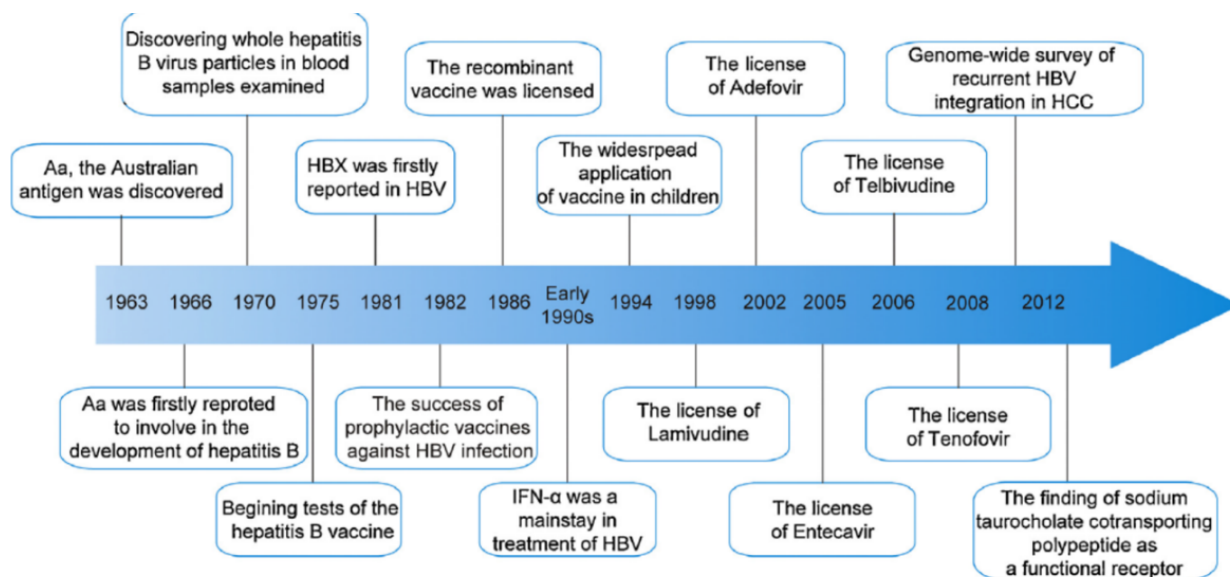 Discovering whole hepatitis
B virus particles in blood
samples examined
The recombinant
vaccine was licensed
The license
of Adefovir
Genome-wide survey of
recurrent HBV
integration in HCC
Aa, the Australian
antigen was discovered
HBX was firstly
reported in HBV
The widesrpead
application
of vaccine in children
The license
of Telbivudine
1963 1966 1970 1975 1981 1982 1986 Early 1990s 1994 1998 2002 2005 2006 2008 2012
Aa was firstly reproted
to involve in the
development of hepatitis B
The success of
prophylactic vaccines
against HBV infection
The license of
Lamivudine
The license
of Tenofovir
Begining tests of the
hepatitis B vaccine
IFN-α was a
mainstay in
treatment of HBV
The license
of Entecavir
The finding of sodium
taurocholate cotransporting
polypeptide as
a functional receptor